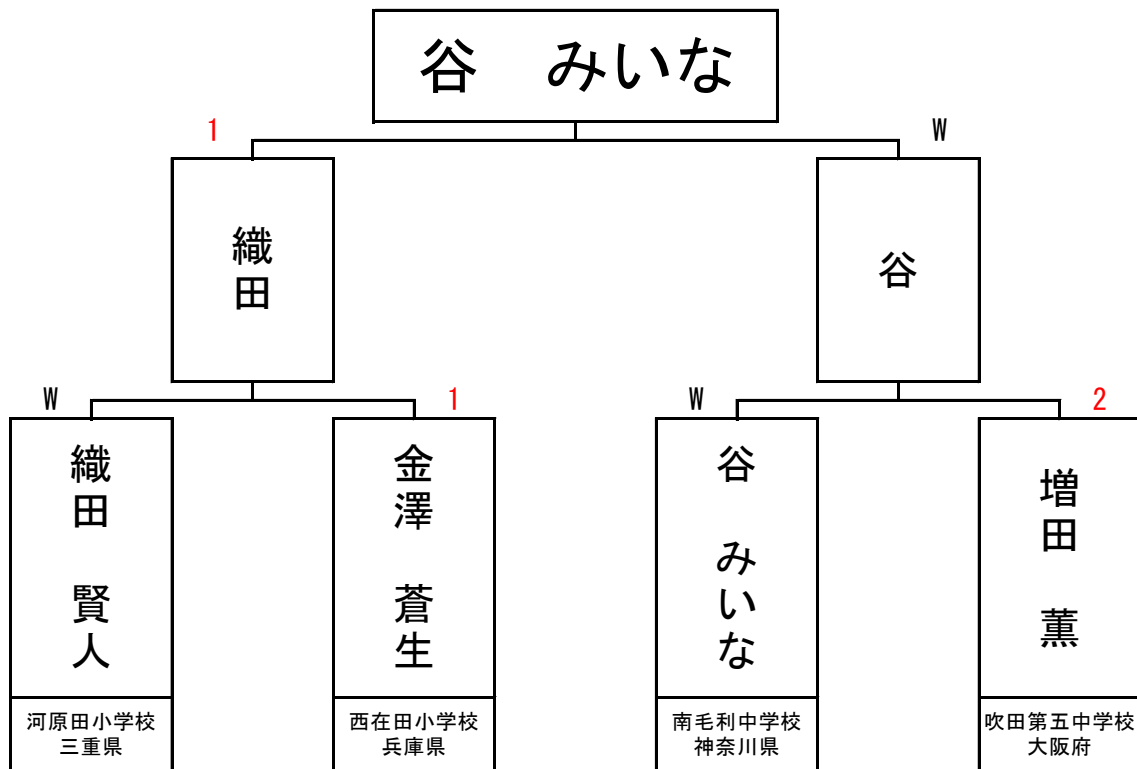 谷　みいな
1
W
織田
谷
W
1
W
2
織田　賢人
金澤　蒼生
谷　みいな
増田　薫
河原田小学校
三重県
西在田小学校
兵庫県
南毛利中学校
神奈川県
吹田第五中学校
大阪府